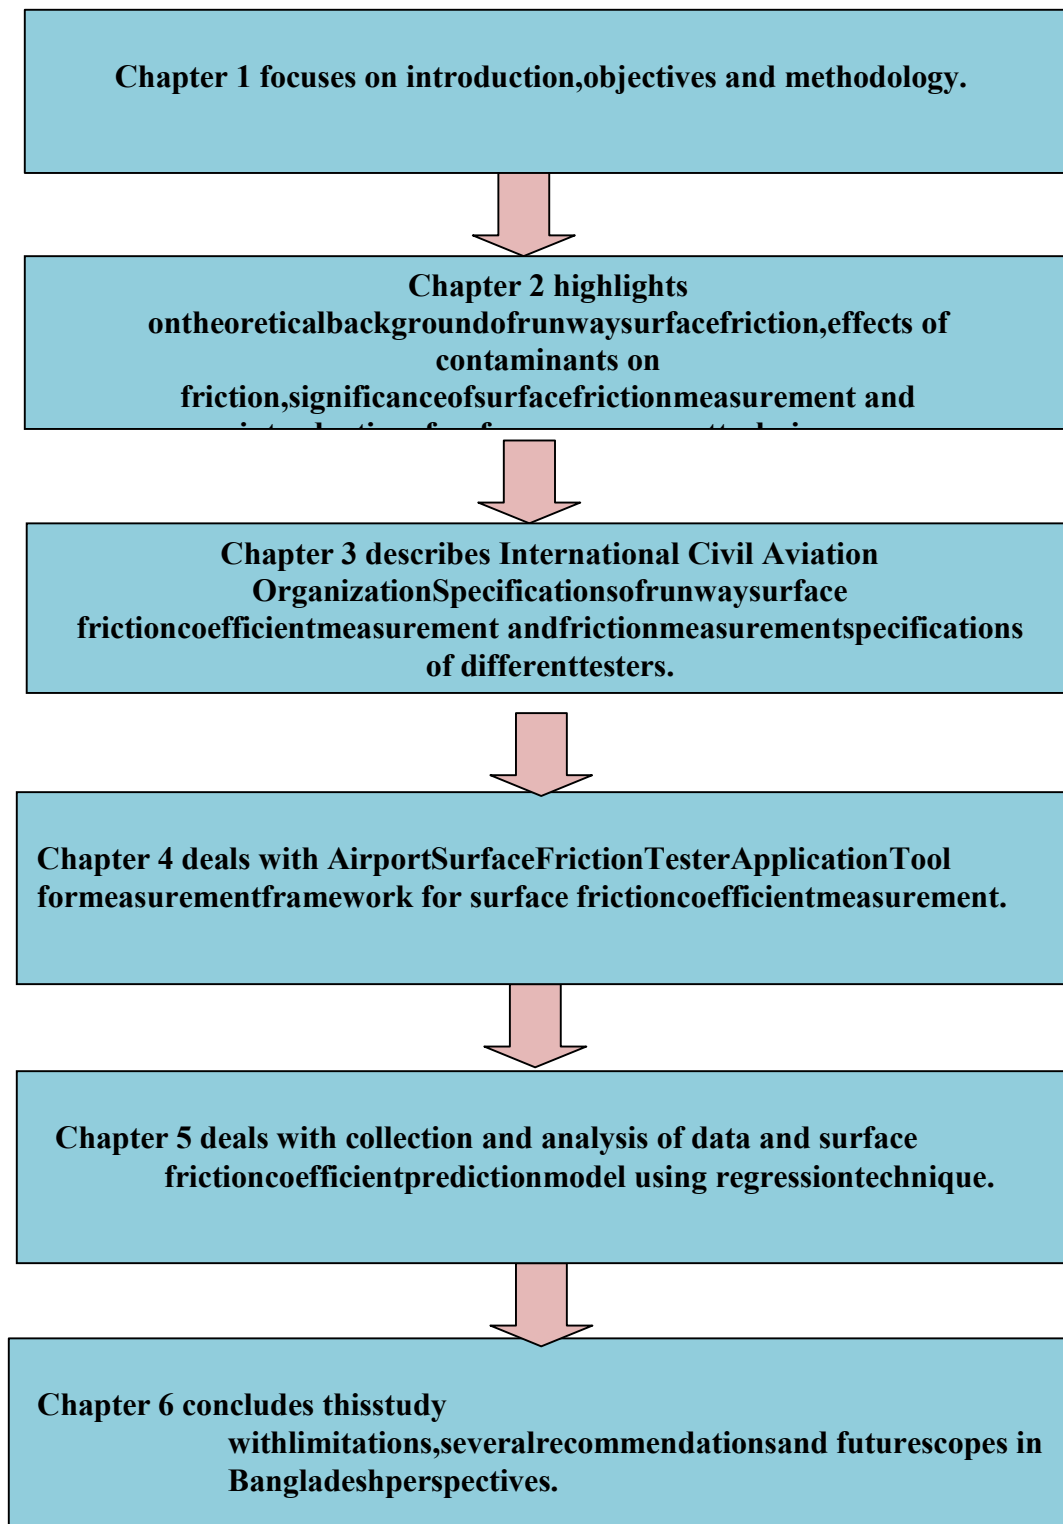 Chapter 1 focuses on introduction,objectives and methodology.
Chapter 2 highlights
ontheoreticalbackgroundofrunwaysurfacefriction,effects of
contaminants on
friction,significanceofsurfacefrictionmeasurement and
Chapter 3 describes International Civil Aviation
OrganizationSpecificationsofrunwaysurface
frictioncoefficientmeasurement andfrictionmeasurementspecifications
of differenttesters.
Chapter 4 deals with AirportSurfaceFrictionTesterApplicationTool
formeasurementframework for surface frictioncoefficientmeasurement.
Chapter 5 deals with collection and analysis of data and surface
frictioncoefficientpredictionmodel using regressiontechnique.
Chapter 6 concludes thisstudy
withlimitations,severalrecommendationsand futurescopes in
Bangladeshperspectives.